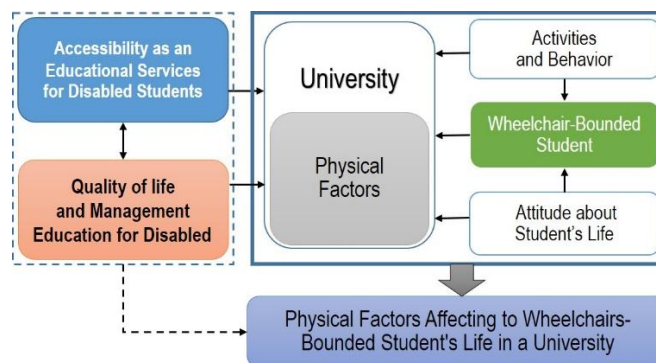 Accessibility as an
Educational Services
for Disabled Students
Quality of life
and Management
Education for Disabled
University
Physical
Factors
Activities
and Behavior
Wheelchair-Bounded
Student
Attitude about
Student's Life
Physical Factors Affecting to Wheelchairs-
Bounded Student's Life in a University